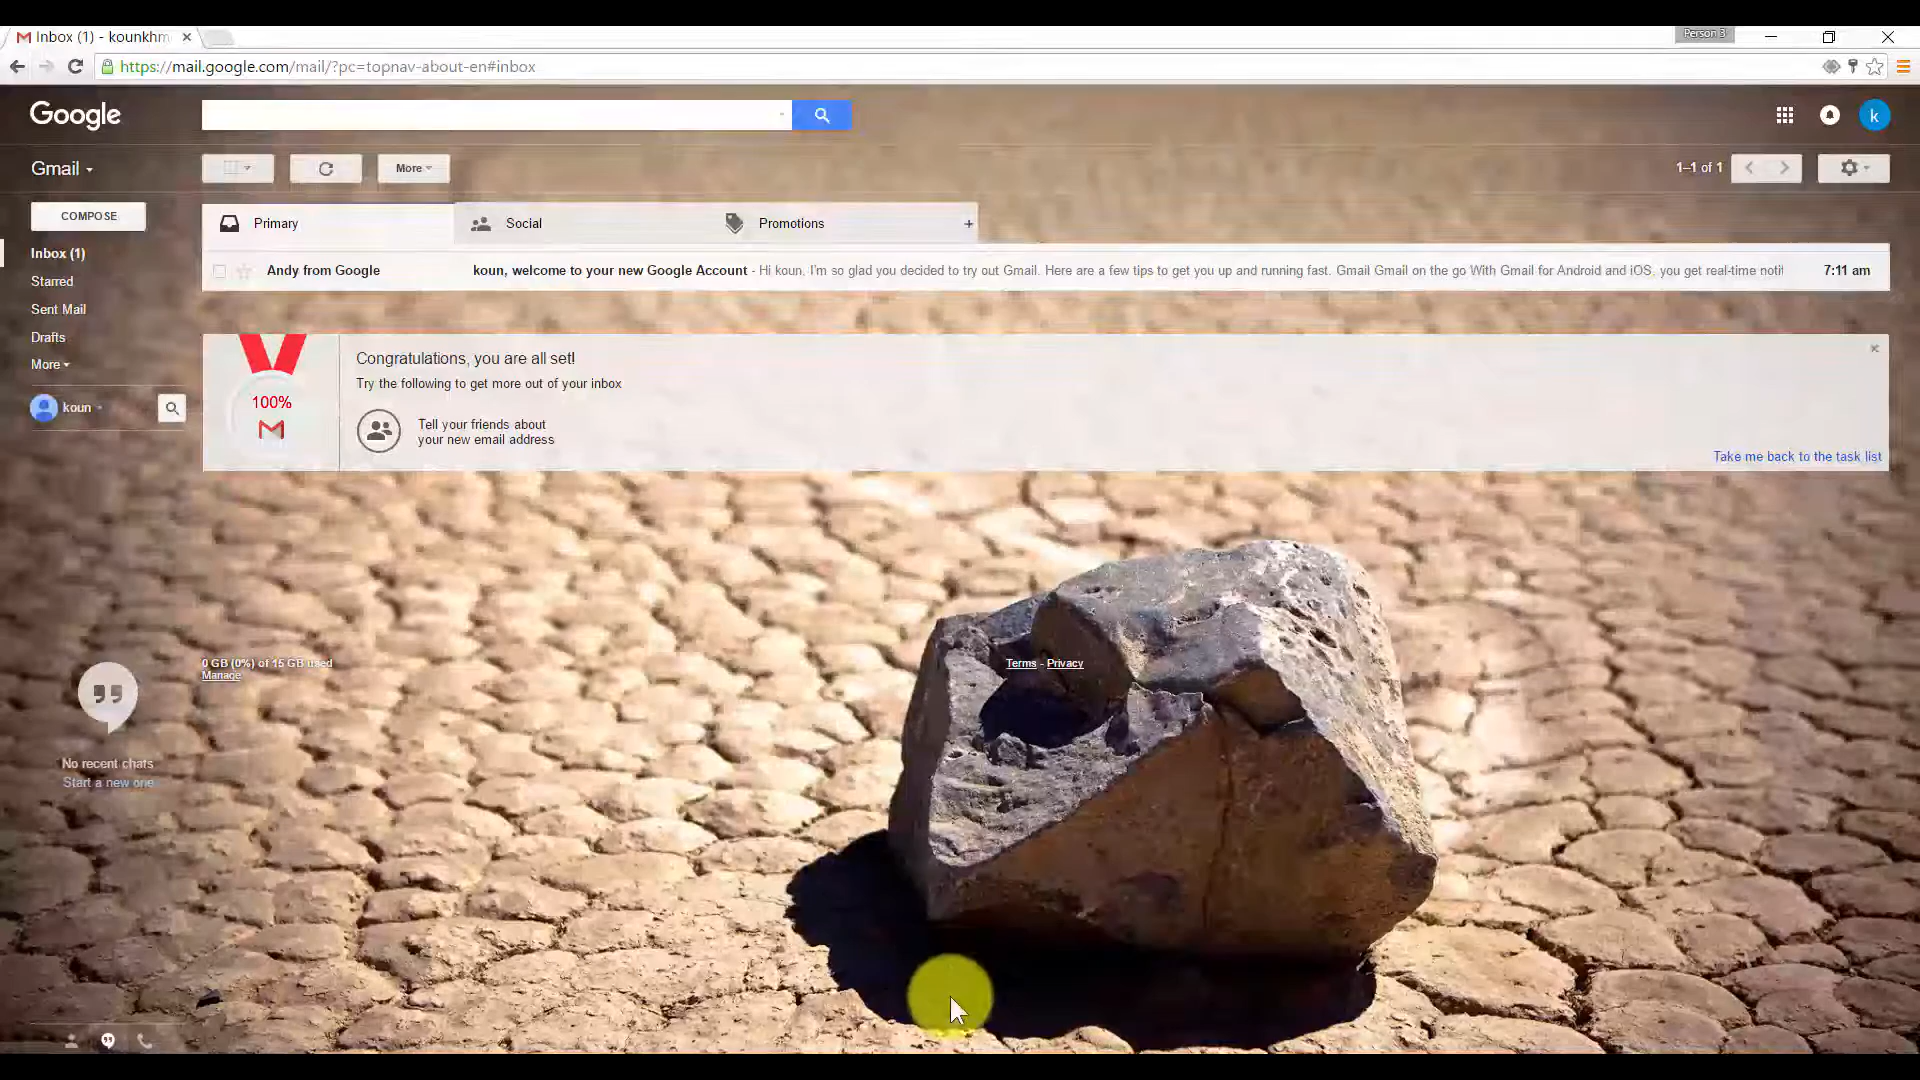 Inbox (1) - kounkhm
Person 3
https://mail.google.com/mail/?pc=topnav-about-en#inbox
Google
k
Gmail
More
1–1 of 1
COMPOSE
Primary
Social
Promotions
+
Inbox (1)
Andy from Google
koun, welcome to your new Google Account - Hi koun, I'm so glad you decided to try out Gmail. Here are a few tips to get you up and running fast. Gmail Gmail on the go With Gmail for Android and iOS, you get real-time noti
7:11 am
Starred
Sent Mail
Drafts
More
koun
100%
Congratulations, you are all set!
Try the following to get more out of your inbox
Tell your friends about
your new email address
Take me back to the task list
0 GB (0%) of 15 GB used
Manage
Terms - Privacy
No recent chats
Start a new one